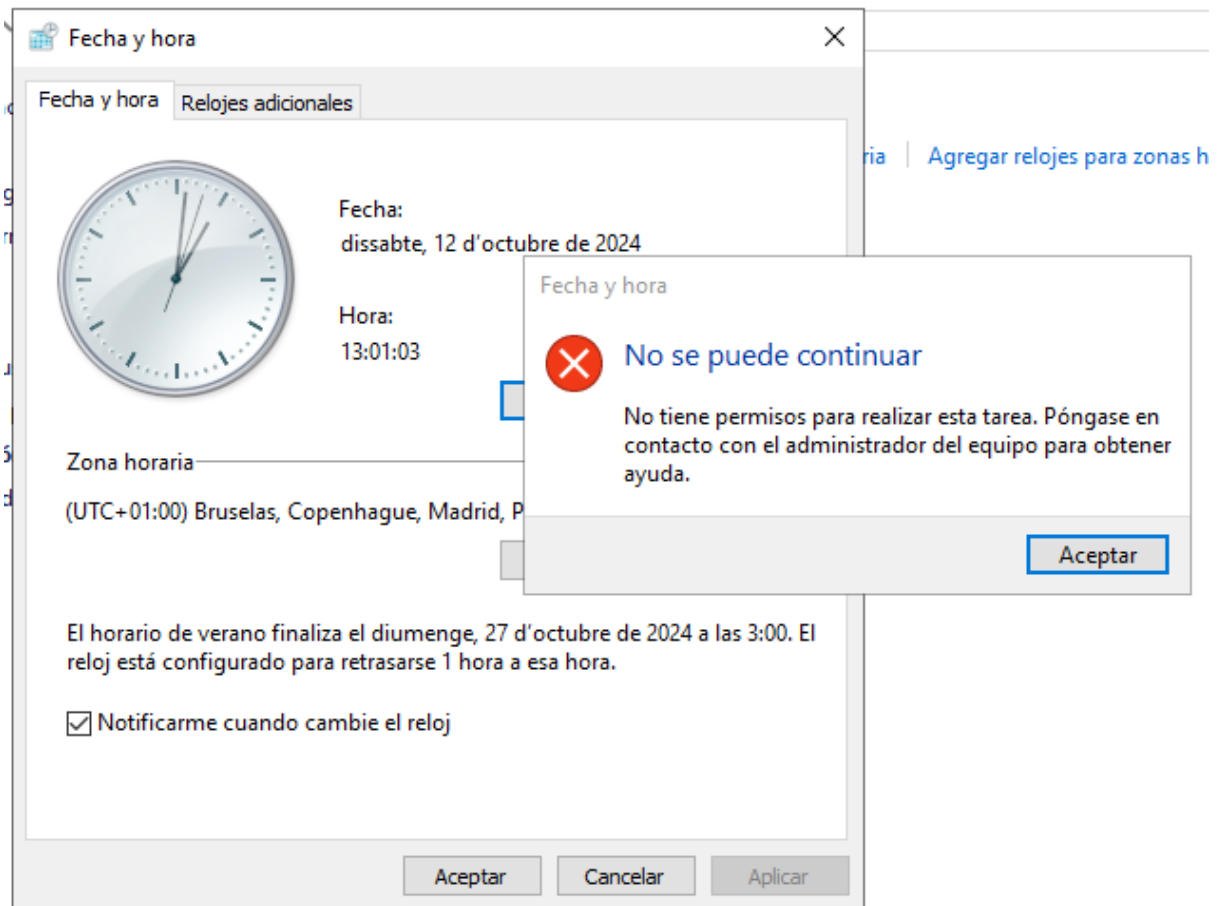 Fecha y hora
Fecha y hora
Relojes adicionales
Agregar relojes para zonas
Fecha:
dissabte, 12 d'octubre de 2024
Hora:
13:01:03
Fecha y hora
No se puede continuar
No tiene permisos para realizar esta tarea. Póngase en
contacto con el administrador del equipo para obtener
ayuda.
Aceptar
Zona horaria
(UTC+01:00) Bruselas, Copenhague, Madrid,
El horario de verano finaliza el diumenge, 27 d'octubre de 2024 a las 3:00. El
reloj está configurado para retrasarse 1 hora a esa hora.
Notificarme cuando cambie el reloj
Aceptar
Cancelar
Aplicar